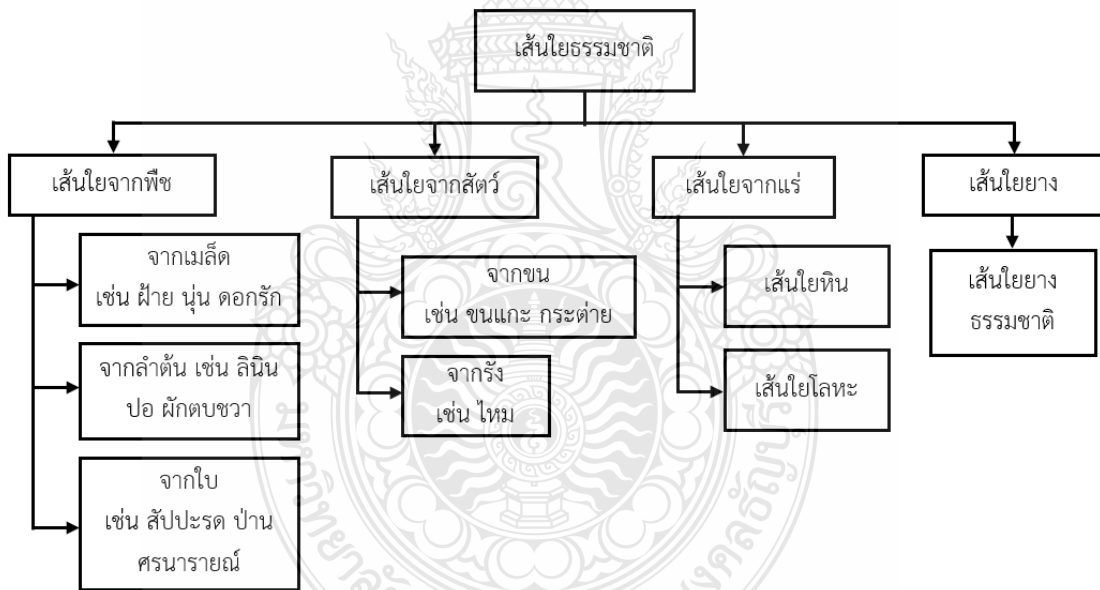 เส้นใยธรรมชาติ
เส้นใยจากพืช
เส้นใยจากสัตว์
เส้นใยจากแร่
เส้นใยยาง
จากเมล็ด
เช่น ฝ้าย นุ่น ดอกรัก
จากลำต้น เช่น ลินิน
ปอ ผักตบชวา
จากใบ
เช่น สัปปะรด ป่าน
ศรนารายณ์
จากขน
เช่น ขนแกะ กระต่าย
จากรัง
เช่น ไหม
เส้นใยหิน
เส้นใยโลหะ
เส้นใยยาง
ธรรมชาติ